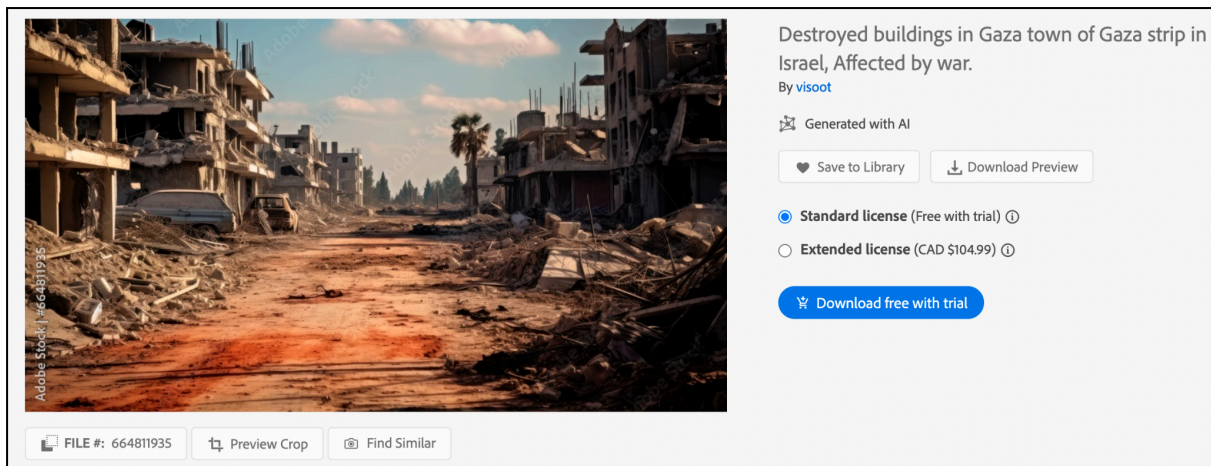 Destroyed buildings in Gaza town of Gaza strip in
Israel, Affected by war.
By visoot
Generated with AI
Save to Library
Download Preview
Standard license (Free with trial)
Extended license (CAD $104.99)
Download free with trial
Adobe Stock | #664811935
FILE #: 664811935
Preview Crop
Find Similar